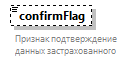 confirmFlag
Признак подтверждение
данных застрахованного